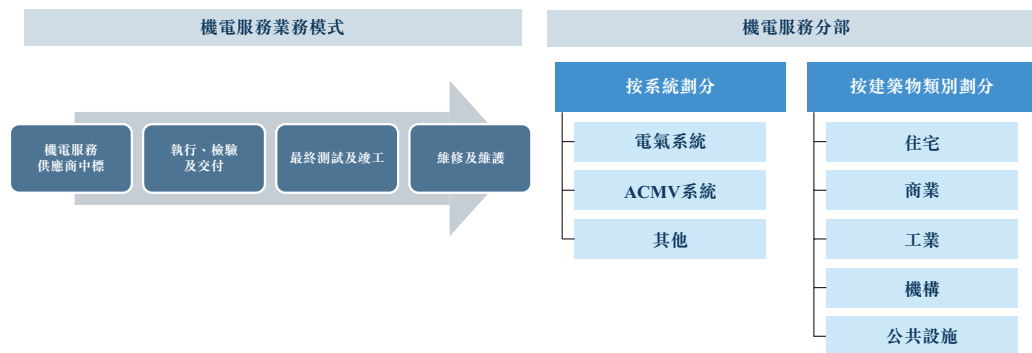 機電服務業務模式
機電服務
供應商中標
執行、檢驗
及交付
最終測試及竣工
維修及維護
機電服務分部
按系統劃分
電氣系統
ACMV系統
其他
按建築物類別劃分
住宅
商業
工業
機構
公共設施